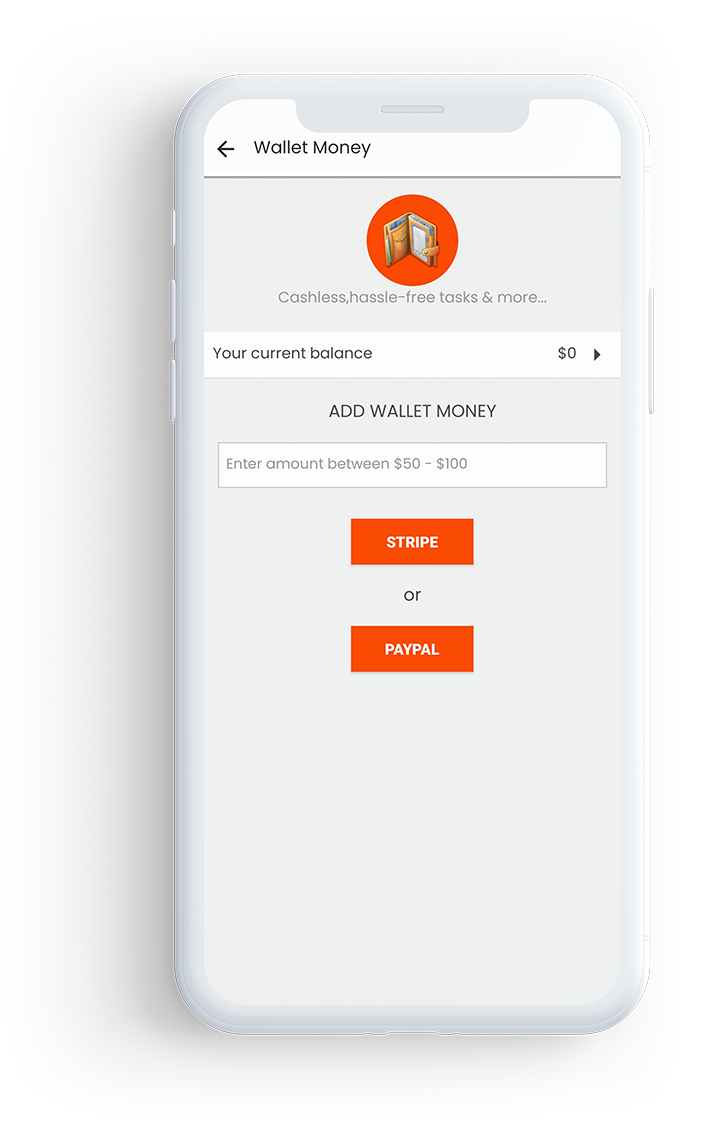 Wallet Money
Cashless,hassle-free tasks & more...
Your current balance $0
ADD WALLET MONEY
Enter amount between $50 - $100
STRIPE
or
PAYPAL